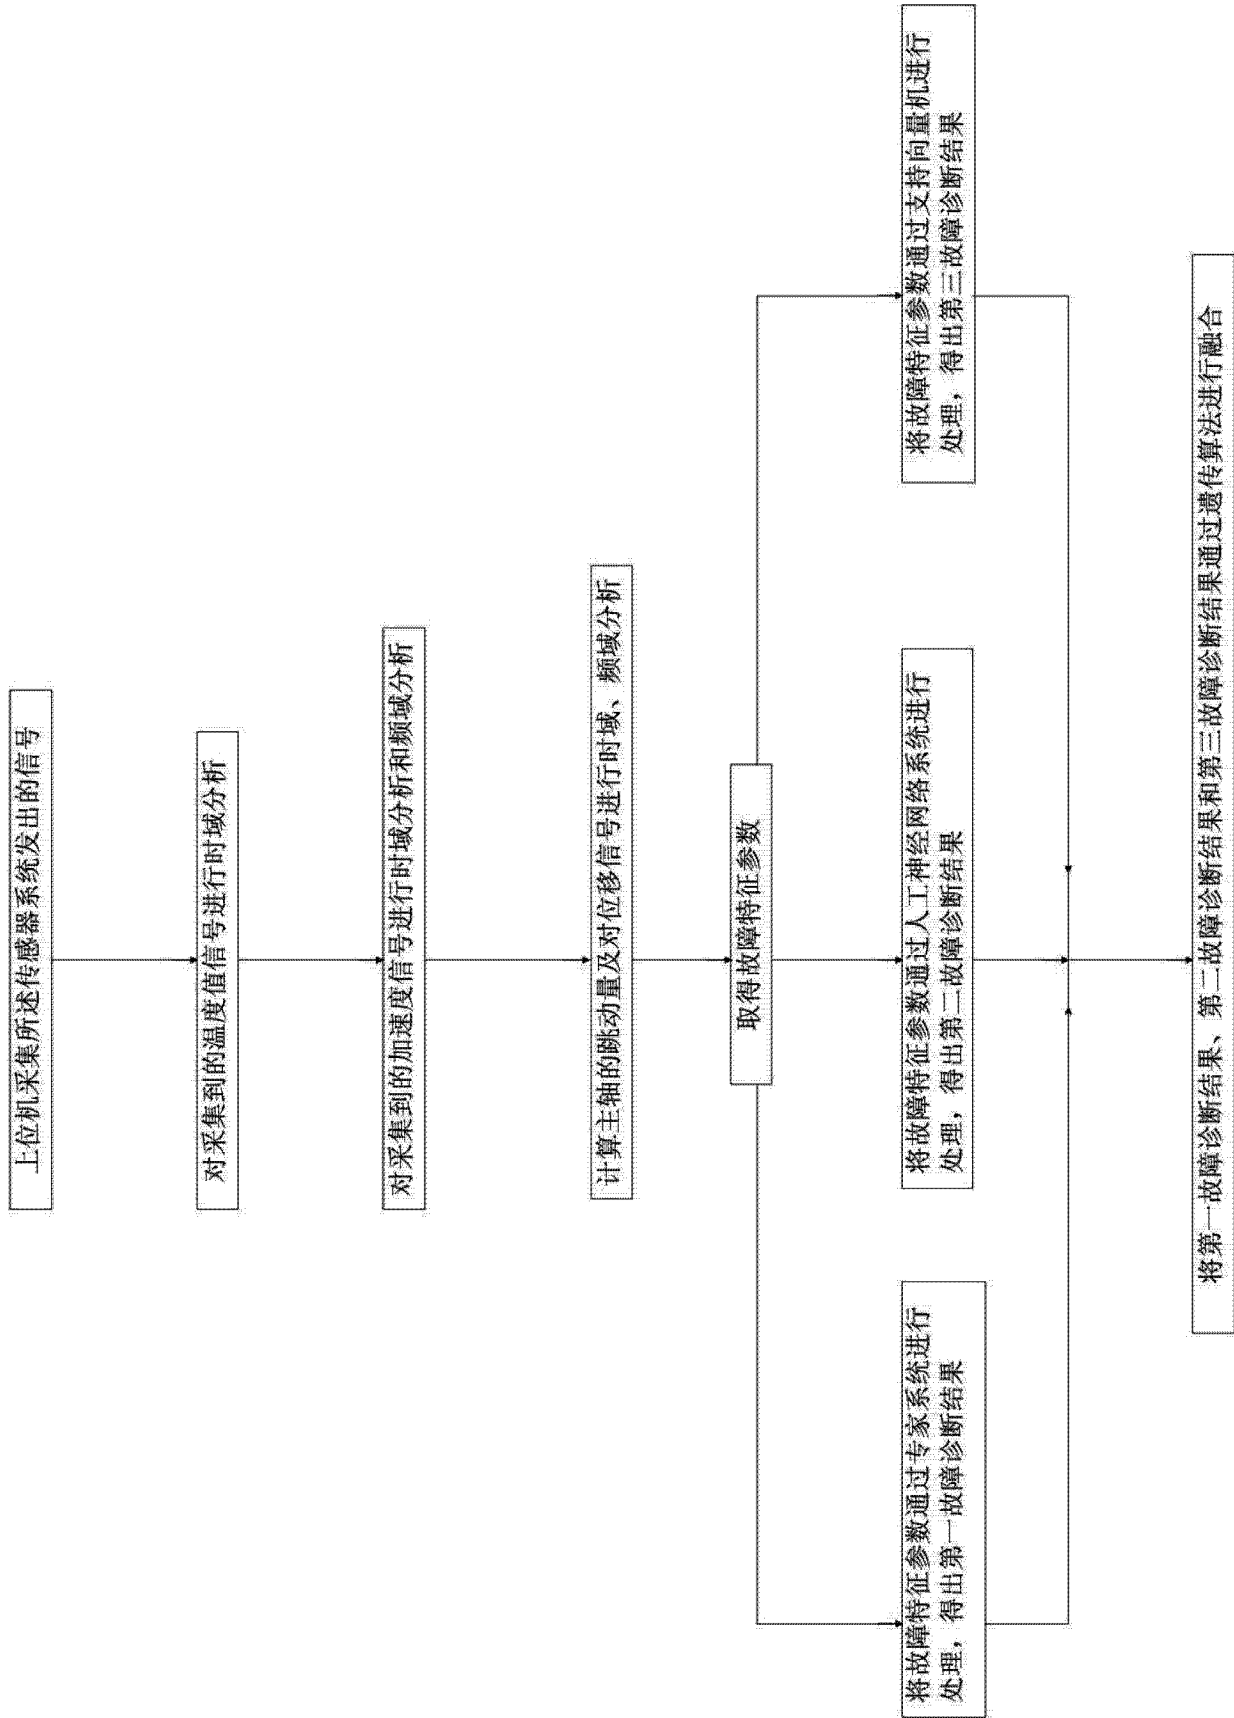 上位机采集所述传感器系统发出的信号
对采集到的温度值信号进行时域分析
对采集到的加速度信号进行时域分析和频域分析
计算主轴的跳动量及对位移信号进行时域、频域分析
取得故障特征参数
将故障特征参数通过专家系统进行
处理，得出第一故障诊断结果
将故障特征参数通过人工神经网络系统进行
处理，得出第二故障诊断结果
将故障特征参数通过支持向量机进行
处理，得出第三故障诊断结果
将第一故障诊断结果、第二故障诊断结果和第三故障诊断结果通过遗传算法进行融合